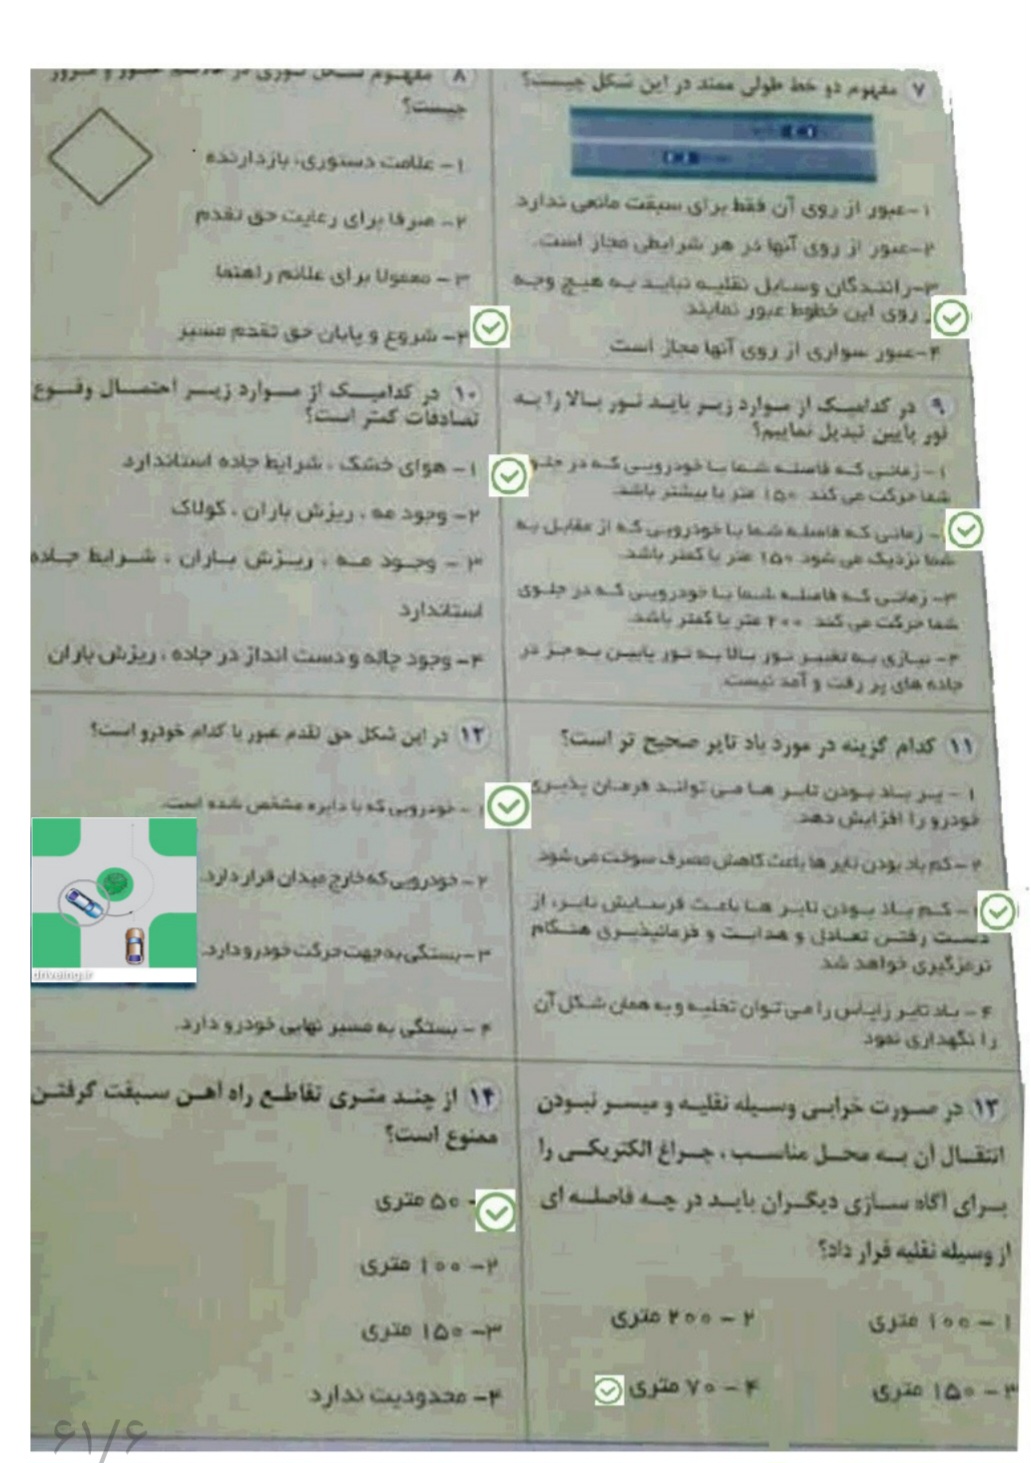 ۷ مفهوم دو خط طولی ممتد در این شکل چیست؟
۱-عبور از روی آن فقط برای سبقت مانعی ندارد
۲-عبور از روی آنها در هر شرایطی مجاز است.
۳-رانندگان وسایل نقلیه نباید به هیچ وجه
از روی این خطوط عبور نمایند
۴-عبور سواری از روی آنها مجاز است
۸ مفهوم شکل لوزی در علائم عبور و مرور
چیست؟
۱- علامت دستوری، بازدارنده
۲- صرفا برای رعایت حق تقدم
۳- معمولا برای علائم راهنما
۴- شروع و پایان حق تقدم مسیر
۹ در کدامیک از موارد زیر باید نور بالا را به
نور پایین تبدیل نماییم؟
۱- زمانی که فاصله شما با خودرویی که در جلوی
شما حرکت می کند ۱۵۰ متر یا بیشتر باشد.
- زمانی که فاصله شما با خودرویی که از مقابل به
شما نزدیک می شود ۱۵۰ متر یا کمتر باشد.
۳- زمانی که فاصله شما با خودرویی که در جلوی
شما حرکت می کند ۲۰۰ متر یا کمتر باشد.
۴- نیازی به تغییر نور بالا به نور پایین به جز در
جاده های پر رفت و آمد نیست.
۱۰ در کدامیک از موارد زیر احتمال وقوع
تصادفات کمتر است؟
۱- هوای خشک ، شرایط جاده استاندارد
۲- وجود مه ، ریزش باران ، کولاک
۳- وجود مه ، ریزش باران ، شرایط جاده
استاندارد
۴- وجود چاله و دست انداز در جاده ، ریزش باران
۱۱ کدام گزینه در مورد باد تایر صحیح تر است؟
۱- پر باد بودن تایر ها می تواند فرمان پذیری
خودرو را افزایش دهد.
۲- کم باد بودن تایر ها باعث کاهش مصرف سوخت می شود
- کم باد بودن تایر ها باعث فرسایش تایر، از
دست رفتن تعادل و هدایت و فرمانپذیری هنگام
ترمزگیری خواهد شد
۴- باد تایر زاپاس را می توان تخلیه و به همان شکل آن
را نگهداری نمود
۱۲ در این شکل حق تقدم عبور با کدام خودرو است؟
۱- خودرویی که با دایره مشخص شده است.
۲- خودرویی که خارج میدان قرار دارد.
۳- بستگی به جهت حرکت خودرو دارد.
۴- بستگی به مسیر نهایی خودرو دارد.
drivaing.ir
۱۳ در صورت خرابی وسیله نقلیه و میسر نبودن
انتقال آن به محل مناسب ، چراغ الکتریکی را
برای آگاه سازی دیگران باید در چه فاصله ای
از وسیله نقلیه قرار داد؟
۱- ۱۰۰ متری ۲- ۲۰۰ متری
۳- ۱۵۰ متری ۴- ۷۰ متری
۱۴ از چند متری تقاطع راه آهن سبقت گرفتن
ممنوع است؟
- ۵۰ متری
۲- ۱۰۰ متری
۳- ۱۵۰ متری
۴- محدودیت ندارد
۶۱/۶